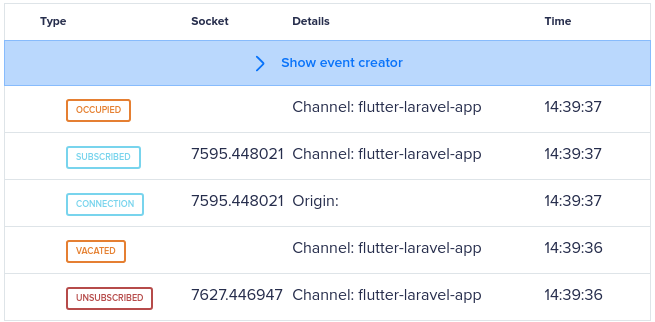 Type Socket Details Time
Show event creator
OCCUPIED Channel: flutter-laravel-app 14:39:37
SUBSCRIBED 7595.448021 Channel: flutter-laravel-app 14:39:37
CONNECTION 7595.448021 Origin: 14:39:37
VACATED Channel: flutter-laravel-app 14:39:36
UNSUBSCRIBED 7627.446947 Channel: flutter-laravel-app 14:39:36